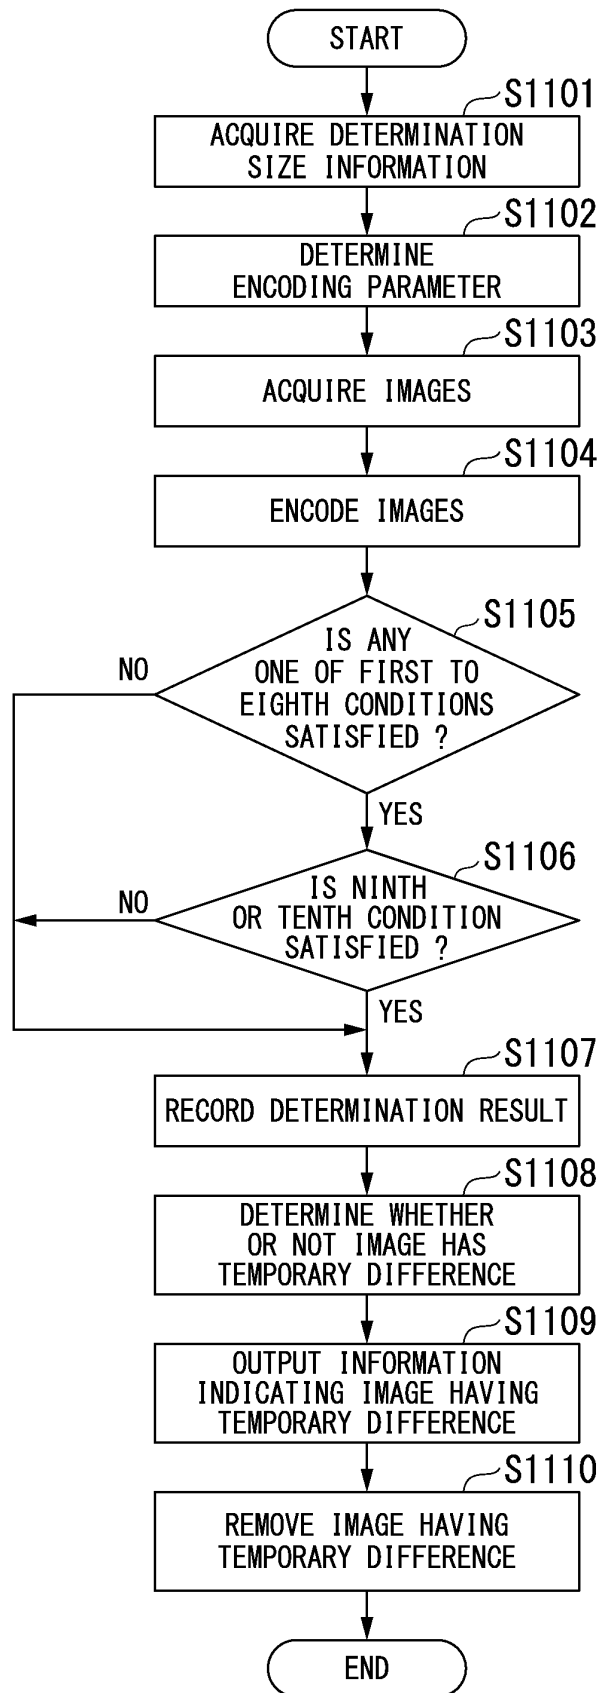 START
S1101
ACQUIRE DETERMINATION
SIZE INFORMATION
S1102
DETERMINE
ENCODING PARAMETER
S1103
ACQUIRE IMAGES
S1104
ENCODE IMAGES
S1105
IS ANY
ONE OF FIRST TO
EIGHTH CONDITIONS
SATISFIED ?
NO
YES
S1106
IS NINTH
OR TENTH CONDITION
SATISFIED ?
NO
YES
S1107
RECORD DETERMINATION RESULT
S1108
DETERMINE WHETHER
OR NOT IMAGE HAS
TEMPORARY DIFFERENCE
S1109
OUTPUT INFORMATION
INDICATING IMAGE HAVING
TEMPORARY DIFFERENCE
S1110
REMOVE IMAGE HAVING
TEMPORARY DIFFERENCE
END